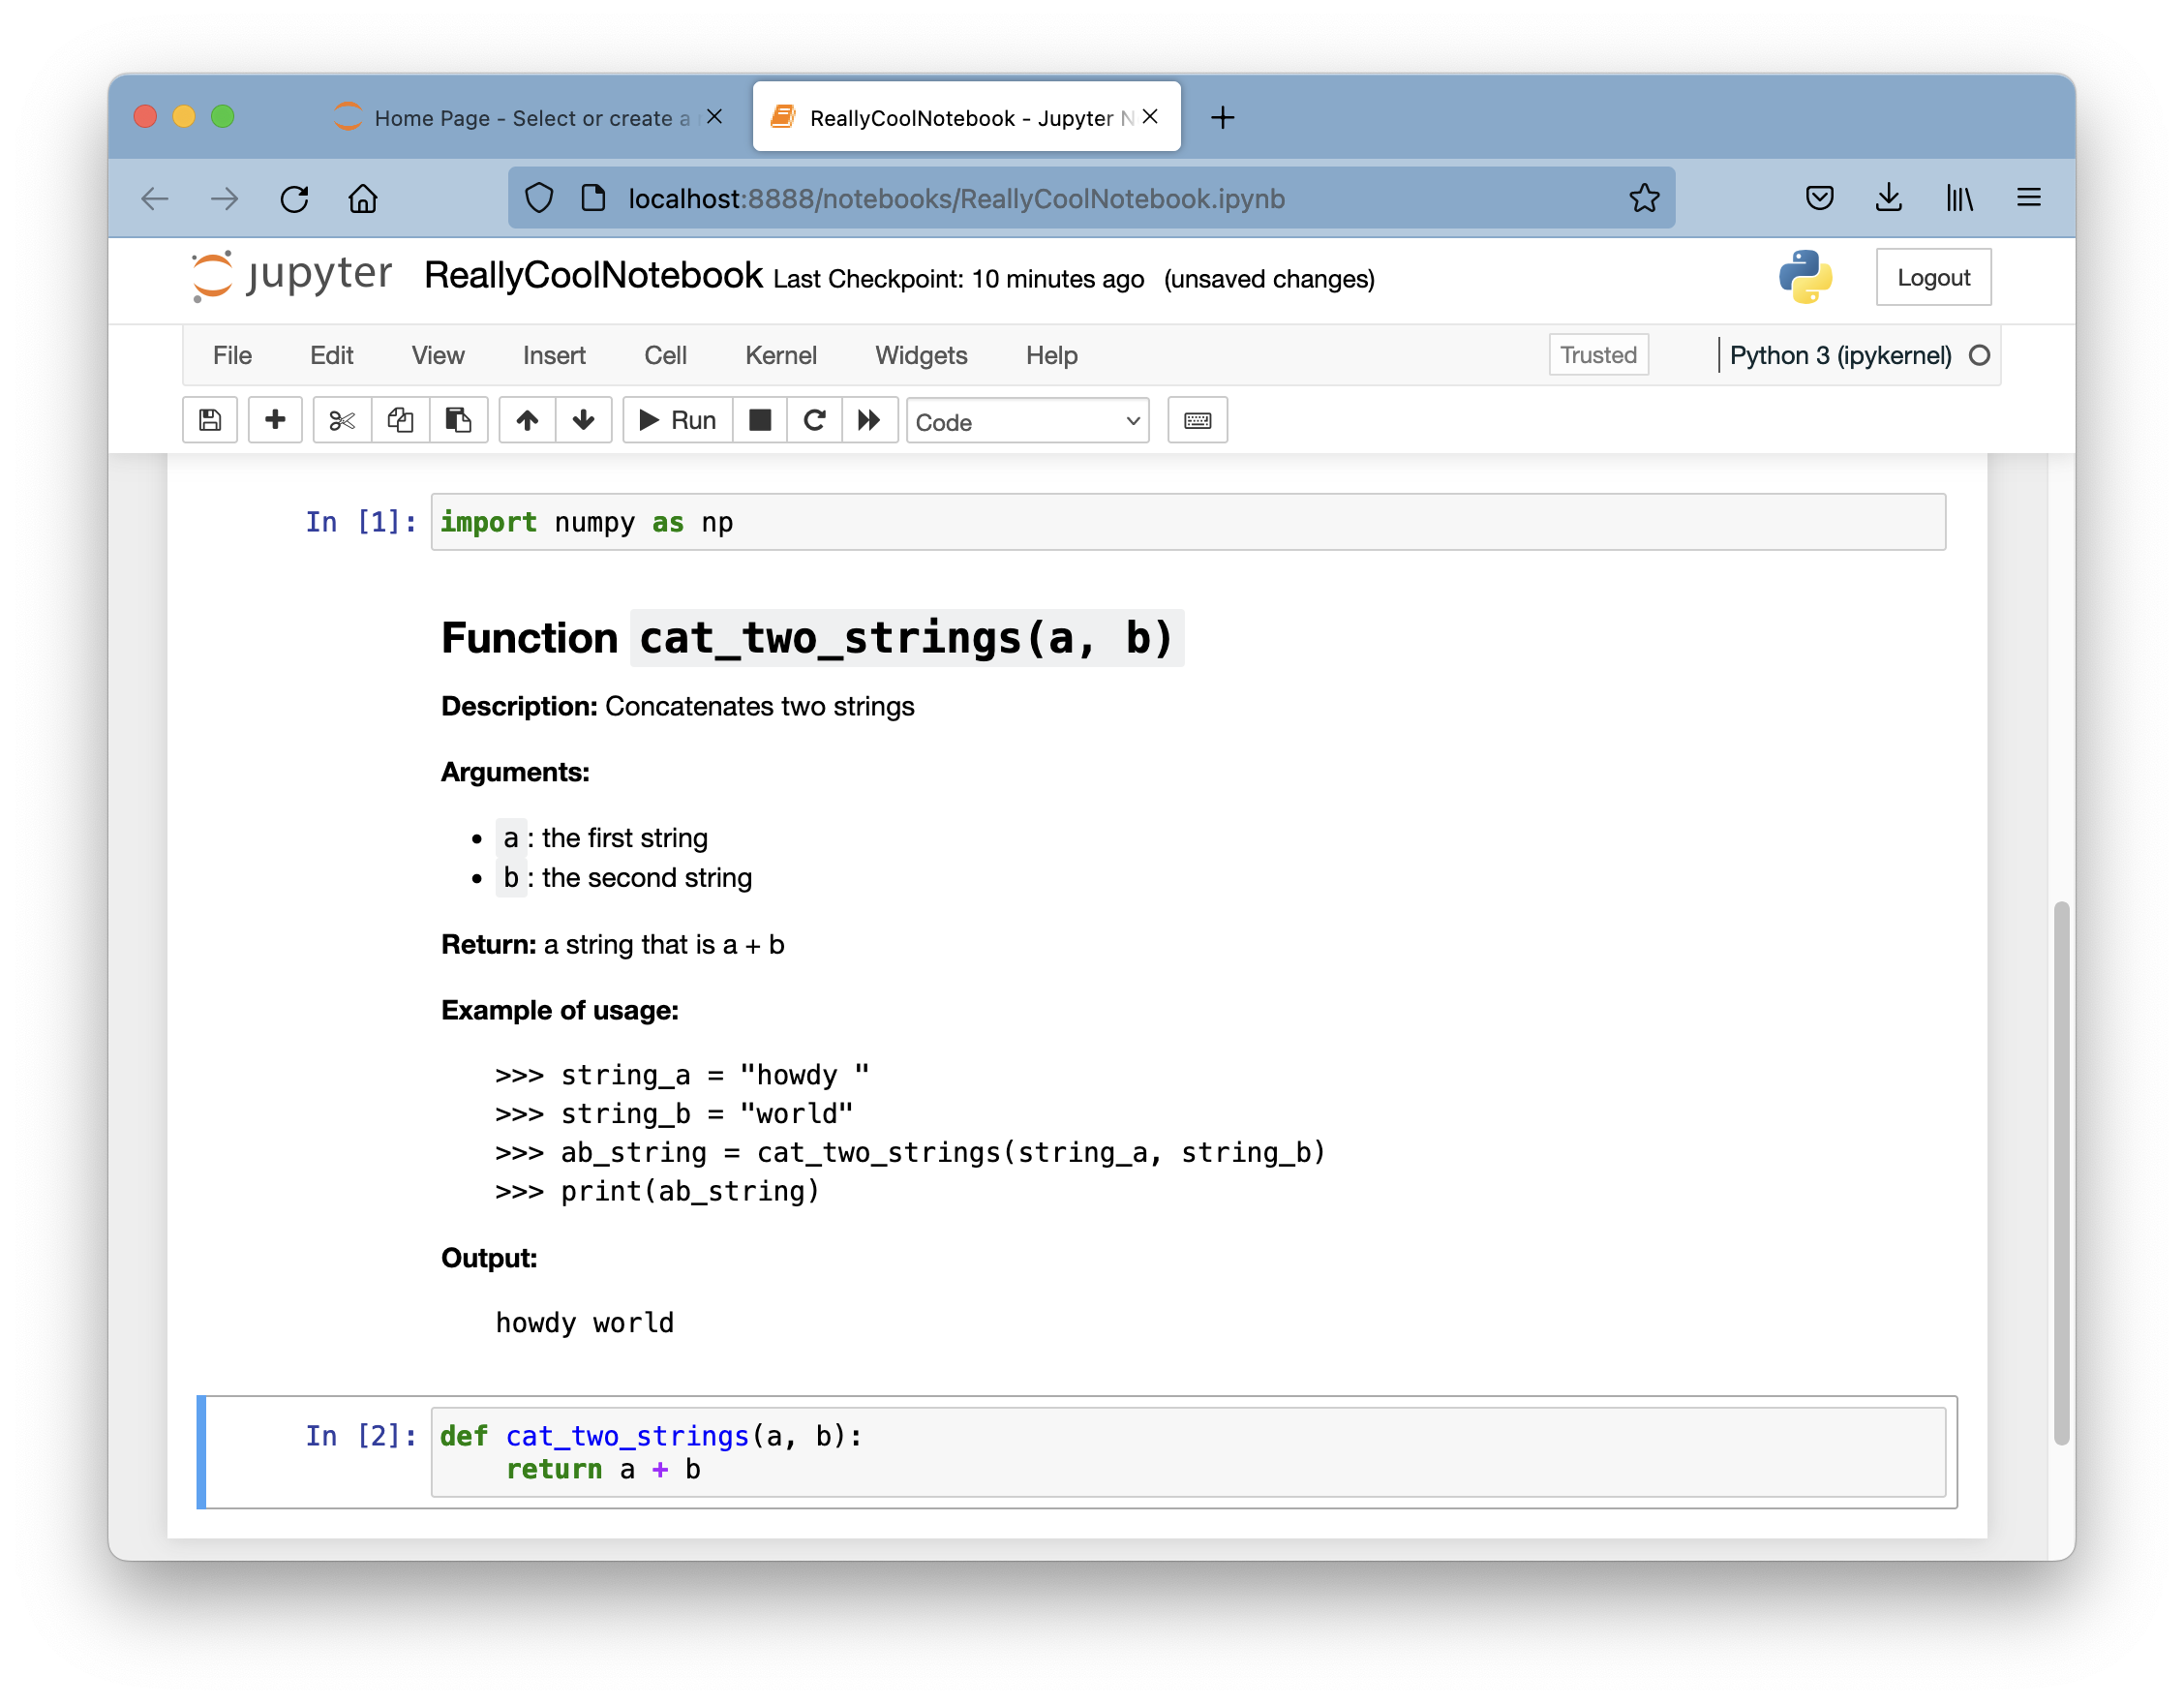 Home Page - Select or create a
ReallyCoolNotebook - Jupyter N
localhost:8888/notebooks/ReallyCoolNotebook.ipynb
jupyter ReallyCoolNotebook Last Checkpoint: 10 minutes ago (unsaved changes) Logout
File Edit View Insert Cell Kernel Widgets Help Trusted Python 3 (ipykernel)
Run Code
In [1]: import numpy as np
Function cat_two_strings(a, b)
Description: Concatenates two strings
Arguments:
• a : the first string
• b : the second string
Return: a string that is a + b
Example of usage:
>>> string_a = "howdy "
>>> string_b = "world"
>>> ab_string = cat_two_strings(string_a, string_b)
>>> print(ab_string)
Output:
howdy world
In [2]: def cat_two_strings(a, b):
    return a + b